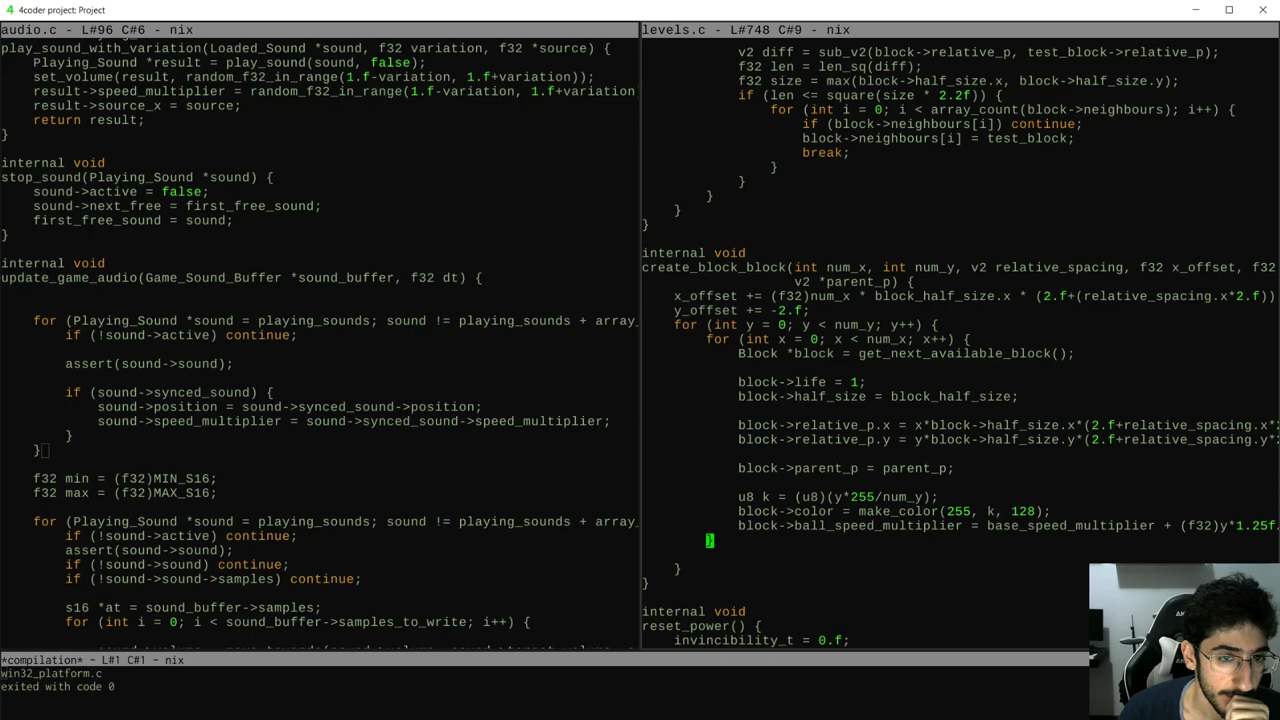 4coder project: Project
audio.c - L#96 C#6 - nix
play_sound_with_variation(Loaded_Sound *sound, f32 variation, f32 *source) {
Playing_Sound *result = play_sound(sound, false);
set_volume(result, random_f32_in_range(1.f-variation, 1.f+variation));
result->speed_multiplier = random_f32_in_range(1.f-variation, 1.f+variation
result->source_x = source;
return result;
}
internal void
stop_sound(Playing_Sound *sound) {
sound->active = false;
sound->next_free = first_free_sound;
first_free_sound = sound;
}
internal void
update_game_audio(Game_Sound_Buffer *sound_buffer, f32 dt) {
for (Playing_Sound *sound = playing_sounds; sound != playing_sounds + array_
if (!sound->active) continue;
assert(sound->sound);
if (sound->synced_sound) {
sound->position = sound->synced_sound->position;
sound->speed_multiplier = sound->synced_sound->speed_multiplier;
}
}
f32 min = (f32)MIN_S16;
f32 max = (f32)MAX_S16;
for (Playing_Sound *sound = playing_sounds; sound != playing_sounds + array_
if (!sound->active) continue;
assert(sound->sound);
if (!sound->sound) continue;
if (!sound->sound->samples) continue;
s16 *at = sound_buffer->samples;
for (int i = 0; i < sound_buffer->samples_to_write; i++) {
levels.c - L#748 C#9 - nix
v2 diff = sub_v2(block->relative_p, test_block->relative_p);
f32 len = len_sq(diff);
f32 size = max(block->half_size.x, block->half_size.y);
if (len <= square(size * 2.2f)) {
for (int i = 0; i < array_count(block->neighbours); i++) {
if (block->neighbours[i]) continue;
block->neighbours[i] = test_block;
break;
}
}
}
}
}
internal void
create_block_block(int num_x, int num_y, v2 relative_spacing, f32 x_offset, f32
v2 *parent_p) {
x_offset += (f32)num_x * block_half_size.x * (2.f+(relative_spacing.x*2.f))
y_offset += -2.f;
for (int y = 0; y < num_y; y++) {
for (int x = 0; x < num_x; x++) {
Block *block = get_next_available_block();
block->life = 1;
block->half_size = block_half_size;
block->relative_p.x = x*block->half_size.x*(2.f+relative_spacing.x*
block->relative_p.y = y*block->half_size.y*(2.f+relative_spacing.y*
block->parent_p = parent_p;
u8 k = (u8)(y*255/num_y);
block->color = make_color(255, k, 128);
block->ball_speed_multiplier = base_speed_multiplier + (f32)y*1.25f
}
}
}
internal void
reset_power() {
invincibility_t = 0.f;
*compilation* - L#1 C#1 - nix
win32_platform.c
exited with code 0